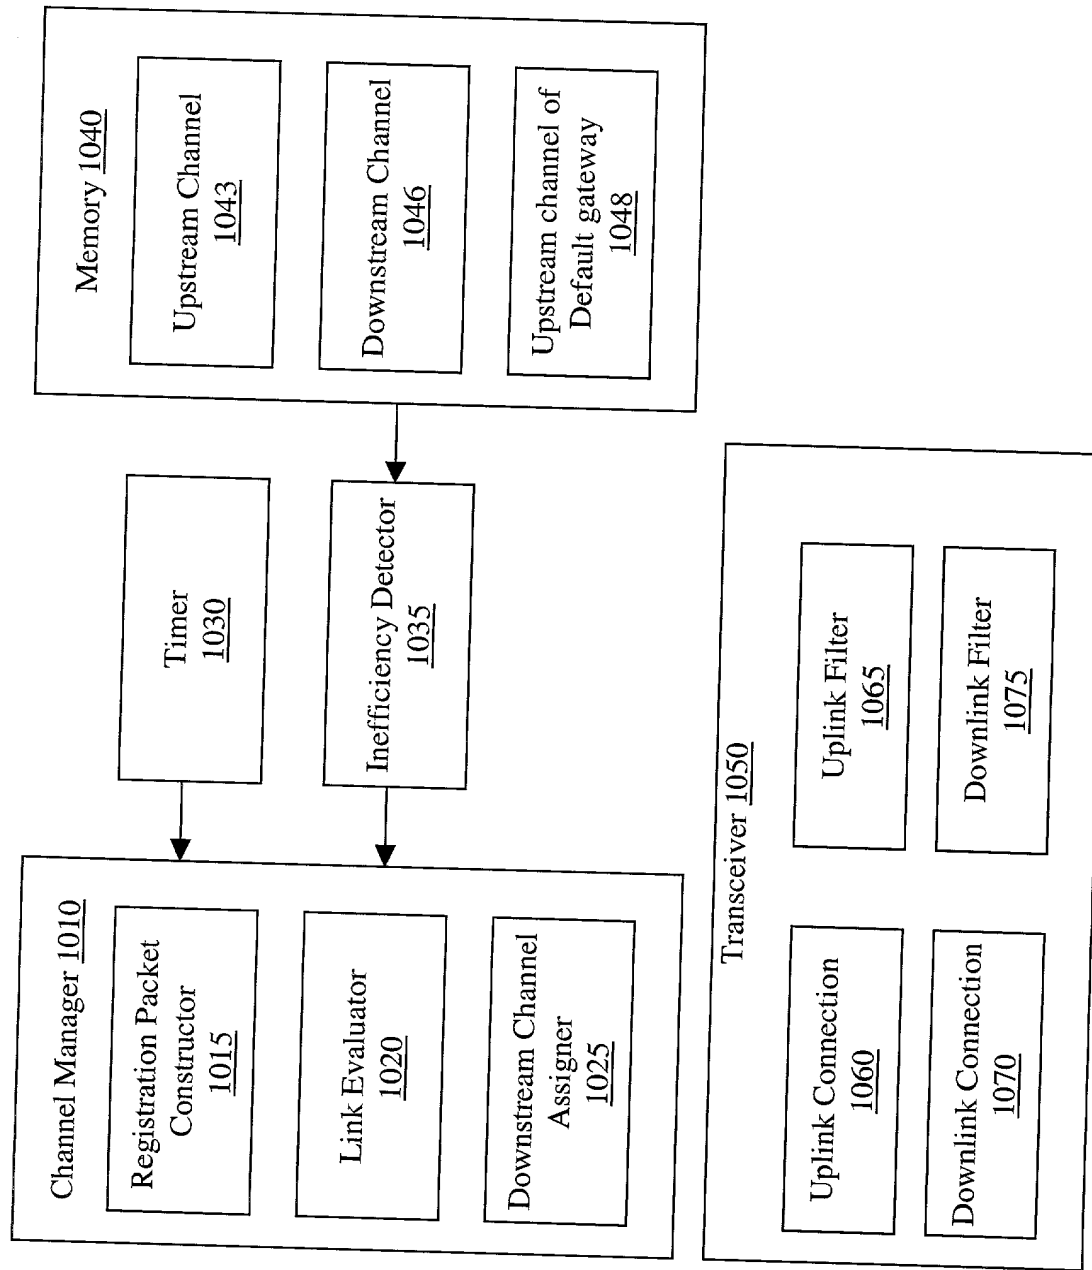 Channel Manager 1010
Registration Packet
Constructor
1015
Link Evaluator
1020
Downstream Channel
Assigner
1025
Timer
1030
Inefficiency Detector
1035
Memory 1040
Upstream Channel
1043
Downstream Channel
1046
Upstream channel of
Default gateway
1048
Transceiver 1050
Uplink Connection
1060
Uplink Filter
1065
Downlink Connection
1070
Downlink Filter
1075